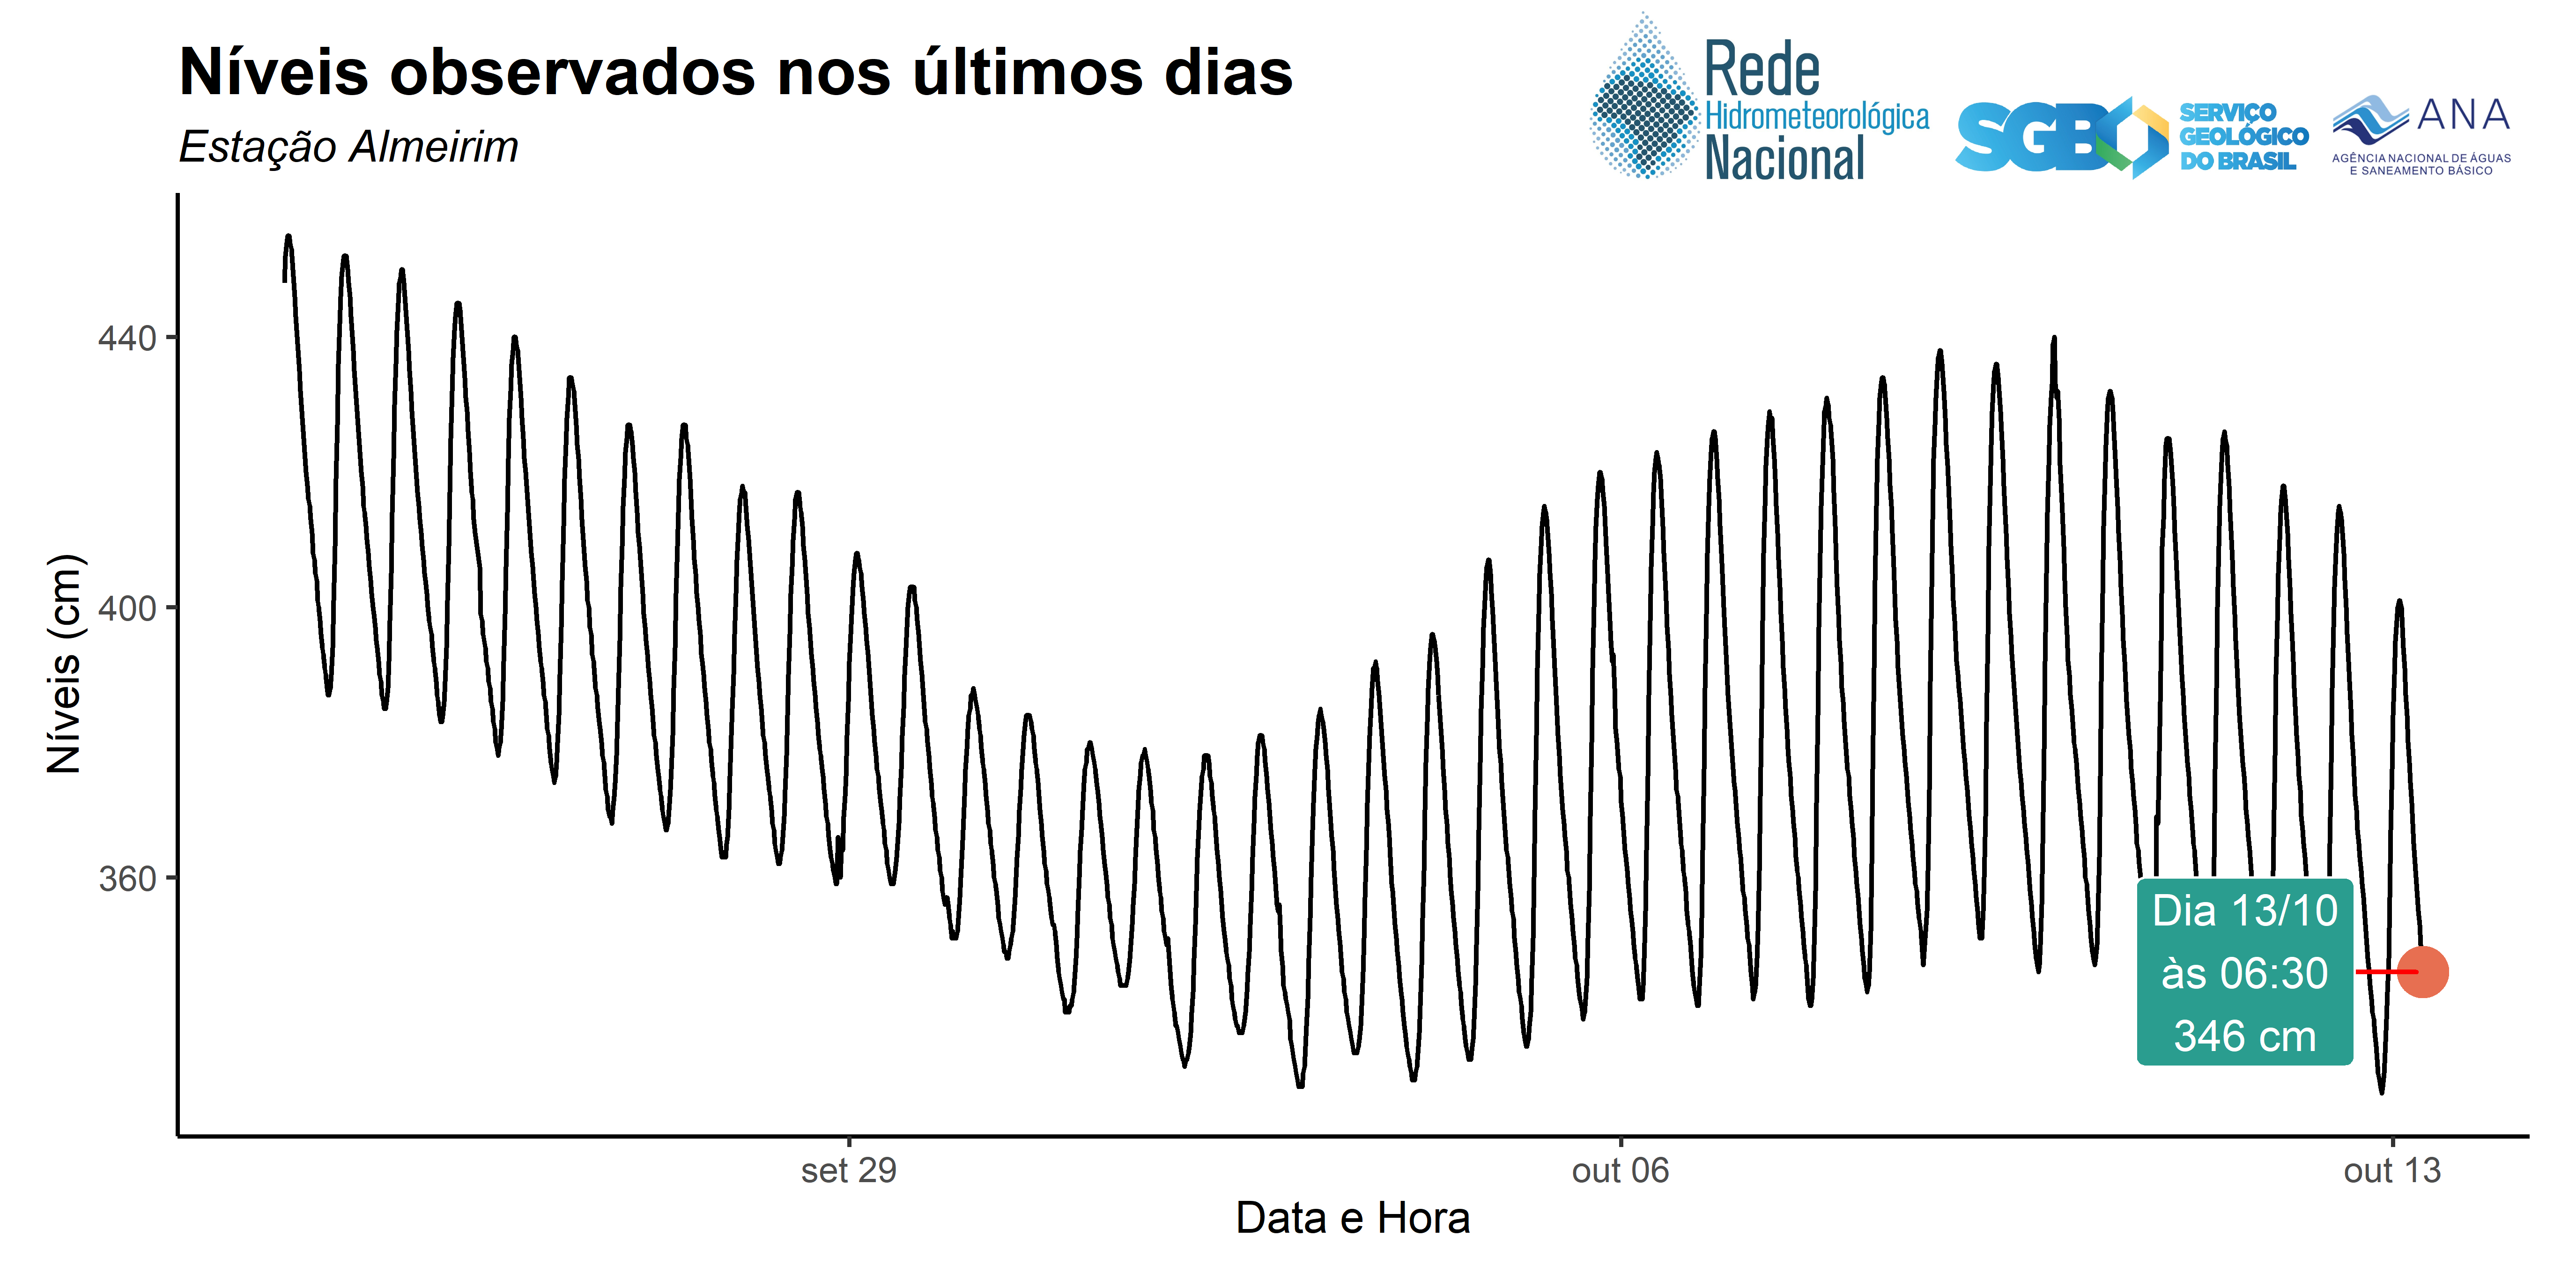 Níveis observados nos últimos dias
Estação Almeirim
Rede
Hidrometeorológica
Nacional
SGB
SERVIÇO
GEOLÓGICO
DO BRASIL
ANA
AGÊNCIA NACIONAL DE ÁGUAS
E SANEAMENTO BÁSICO
Níveis (cm)
440
400
360
Dia 13/10
às 06:30
346 cm
set 29
out 06
out 13
Data e Hora